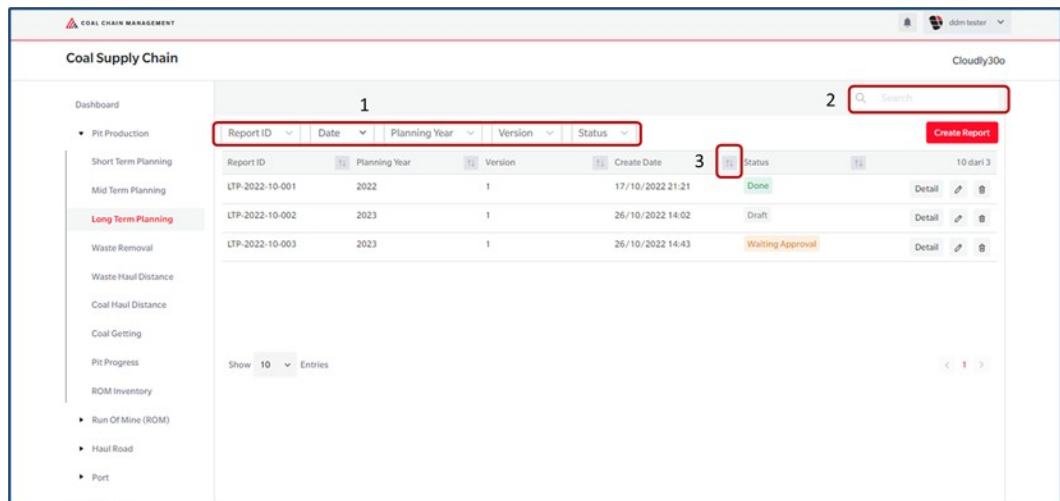 COAL CHAIN MANAGEMENT
ddm tester
Coal Supply Chain
Cloudly30o
Dashboard
1
2
Search
Pit Production
Report ID Date Planning Year Version Status
Create Report
Short Term Planning
Report ID Planning Year Version Create Date 3 Status 10 dari 3
Mid Term Planning
LTP-2022-10-001 2022 1 17/10/2022 21:21 Done Detail
Long Term Planning
LTP-2022-10-002 2023 1 26/10/2022 14:02 Draft Detail
Waste Removal
LTP-2022-10-003 2023 1 26/10/2022 14:43 Waiting Approval Detail
Waste Haul Distance
Coal Haul Distance
Coal Getting
Pit Progress
Show 10 Entries
1
ROM Inventory
Run Of Mine (ROM)
Haul Road
Port